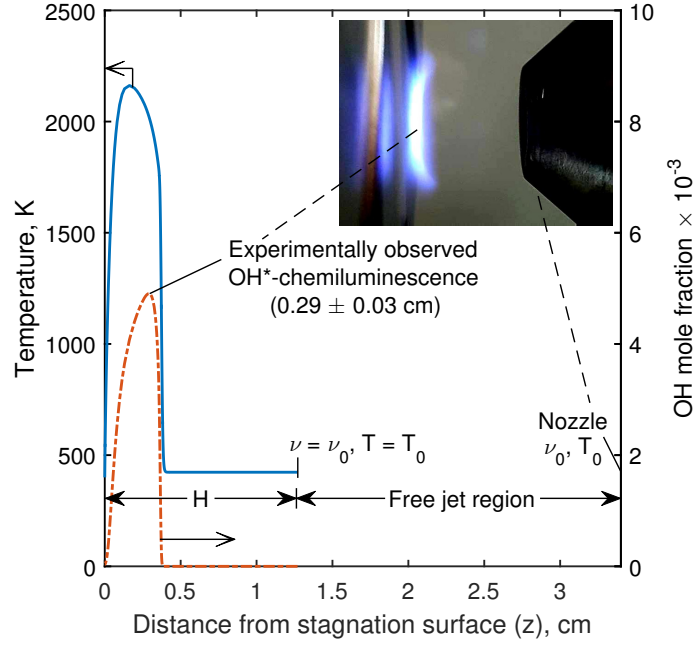 2500
2000
1500
1000
500
0
Temperature, K
10
8
6
4
2
0
OH mole fraction × 10⁻³
Experimentally observed
OH*-chemiluminescence
(0.29 ± 0.03 cm)
Nozzle
ν₀, T₀
ν = ν₀, T = T₀
H
Free jet region
0 0.5 1 1.5 2 2.5 3
Distance from stagnation surface (z), cm